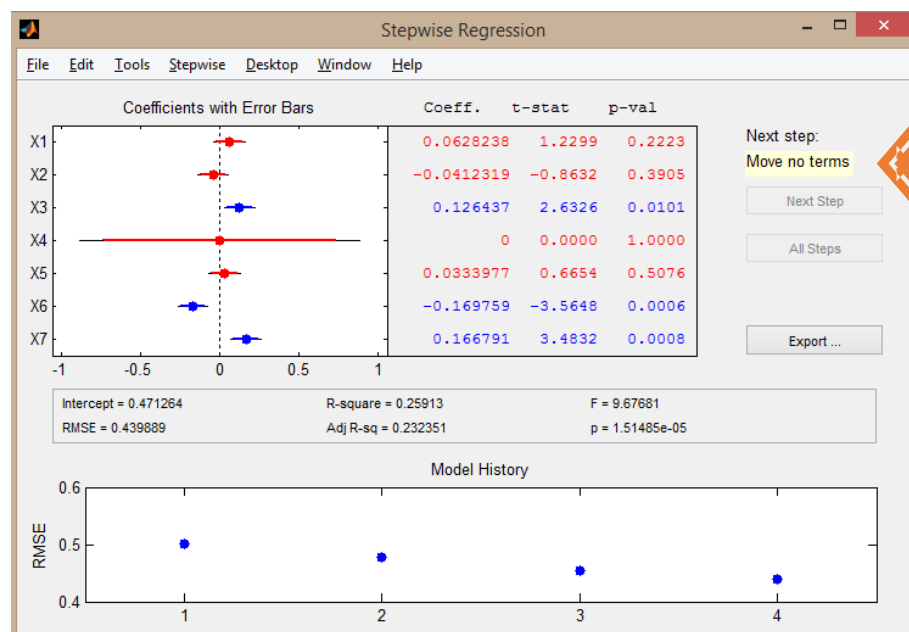 Stepwise Regression
File Edit Tools Stepwise Desktop Window Help
Coefficients with Error Bars Coeff. t-stat p-val
X1 0.0628238 1.2299 0.2223
X2 -0.0412319 -0.8632 0.3905
X3 0.126437 2.6326 0.0101
X4 0 0.0000 1.0000
X5 0.0333977 0.6654 0.5076
X6 -0.169759 -3.5648 0.0006
X7 0.166791 3.4832 0.0008
-1 -0.5 0 0.5 1
Next step:
Move no terms
Next Step
All Steps
Export ...
Intercept = 0.471264 R-square = 0.25913 F = 9.67681
RMSE = 0.439889 Adj R-sq = 0.232351 p = 1.51485e-05
Model History
RMSE
0.6
0.5
0.4
1 2 3 4